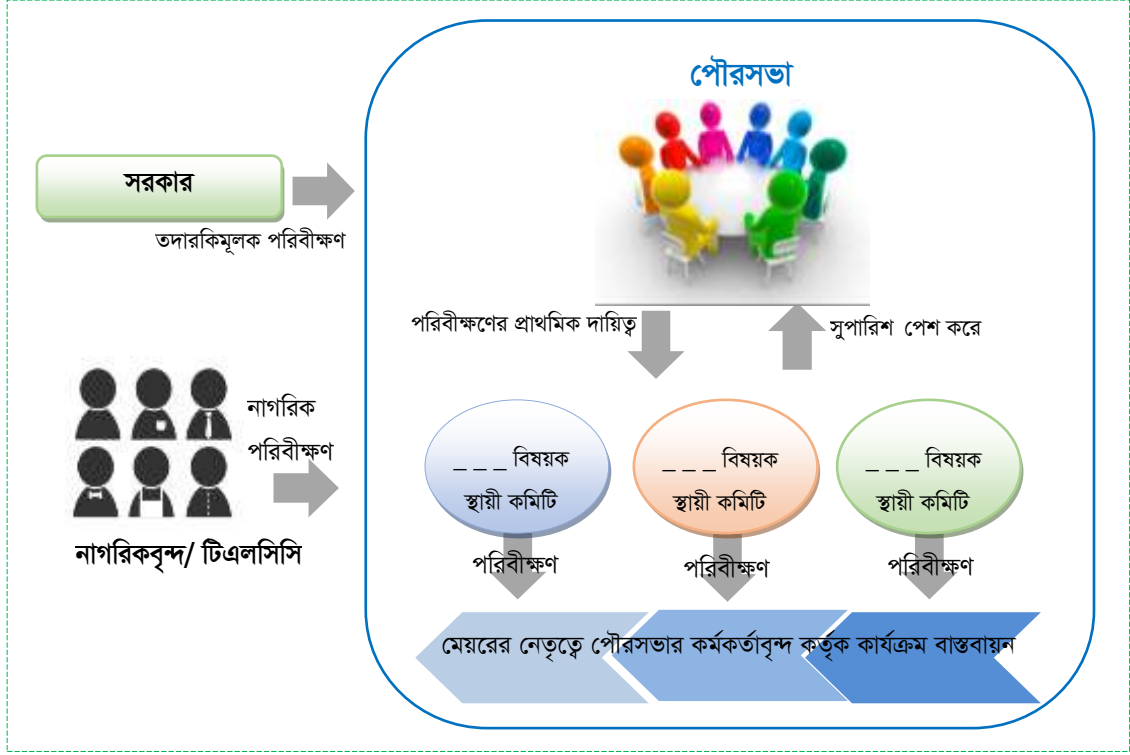 পৌরসভা
সরকার
তদারকিমূলক পরিবীক্ষণ
পরিবীক্ষণের প্রাথমিক দায়িত্ব
সুপারিশ পেশ করে
নাগরিক
পরিবীক্ষণ
নাগরিকবৃন্দ/ টিএলসিসি
_ _ _ বিষয়ক
স্থায়ী কমিটি
_ _ _ বিষয়ক
স্থায়ী কমিটি
_ _ _ বিষয়ক
স্থায়ী কমিটি
পরিবীক্ষণ
পরিবীক্ষণ
পরিবীক্ষণ
মেয়রের নেতৃত্বে পৌরসভার কর্মকর্তাবৃন্দ কর্তৃক কার্যক্রম বাস্তবায়ন